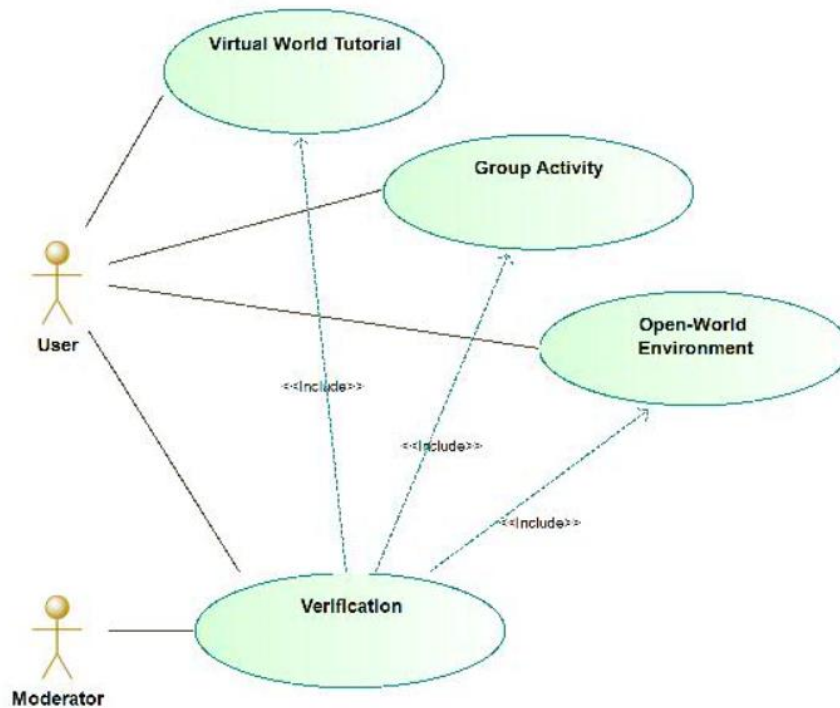 Virtual World Tutorial
Group Activity
Open-World
Environment
User
<<Include>>
<<Include>>
<<Include>>
Verification
Moderator